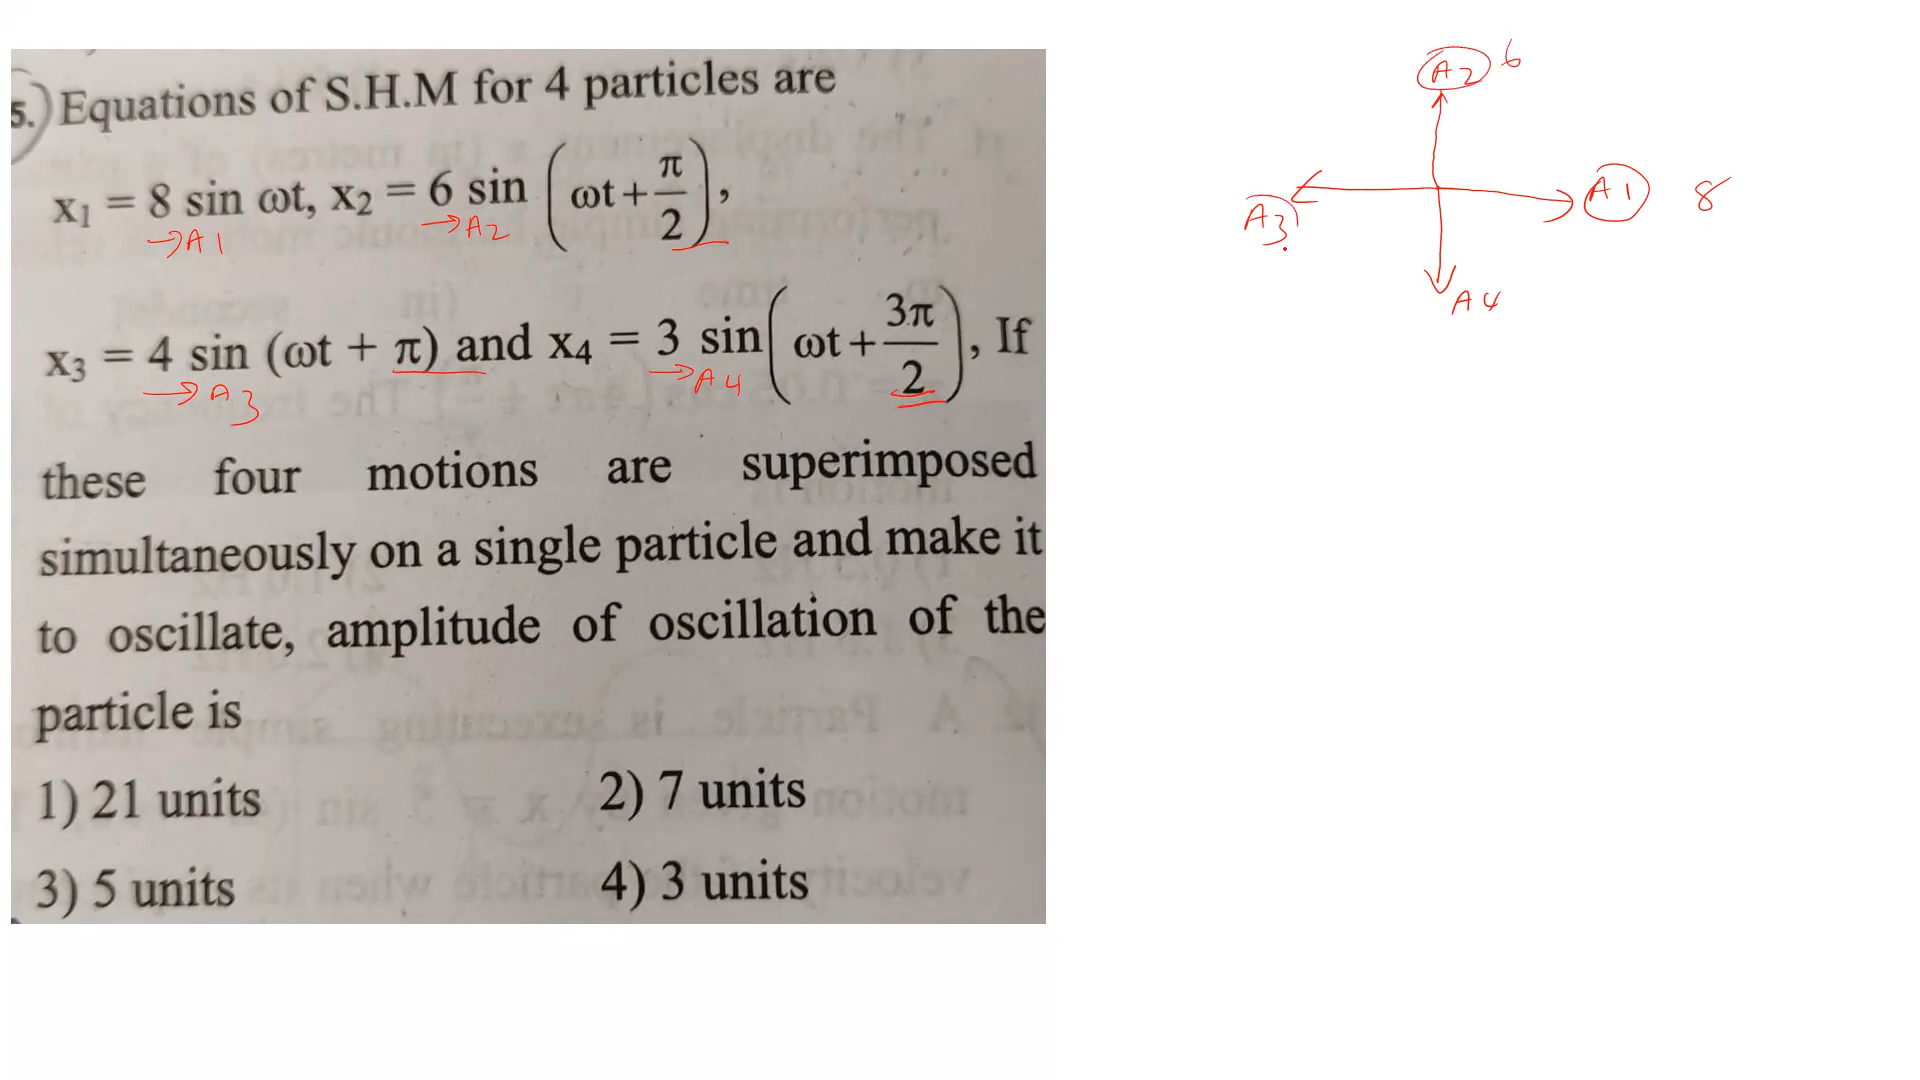 5. Equations of S.H.M for 4 particles are
x₁ = 8 sin ωt, x₂ = 6 sin (ωt + π/2),
→A1 →A2
x₃ = 4 sin (ωt + π) and x₄ = 3 sin (ωt + 3π/2), If
→A3 →A4
these four motions are superimposed
simultaneously on a single particle and make it
to oscillate, amplitude of oscillation of the
particle is
1) 21 units 2) 7 units
3) 5 units 4) 3 units
A2 6
A3 A1 8
A4